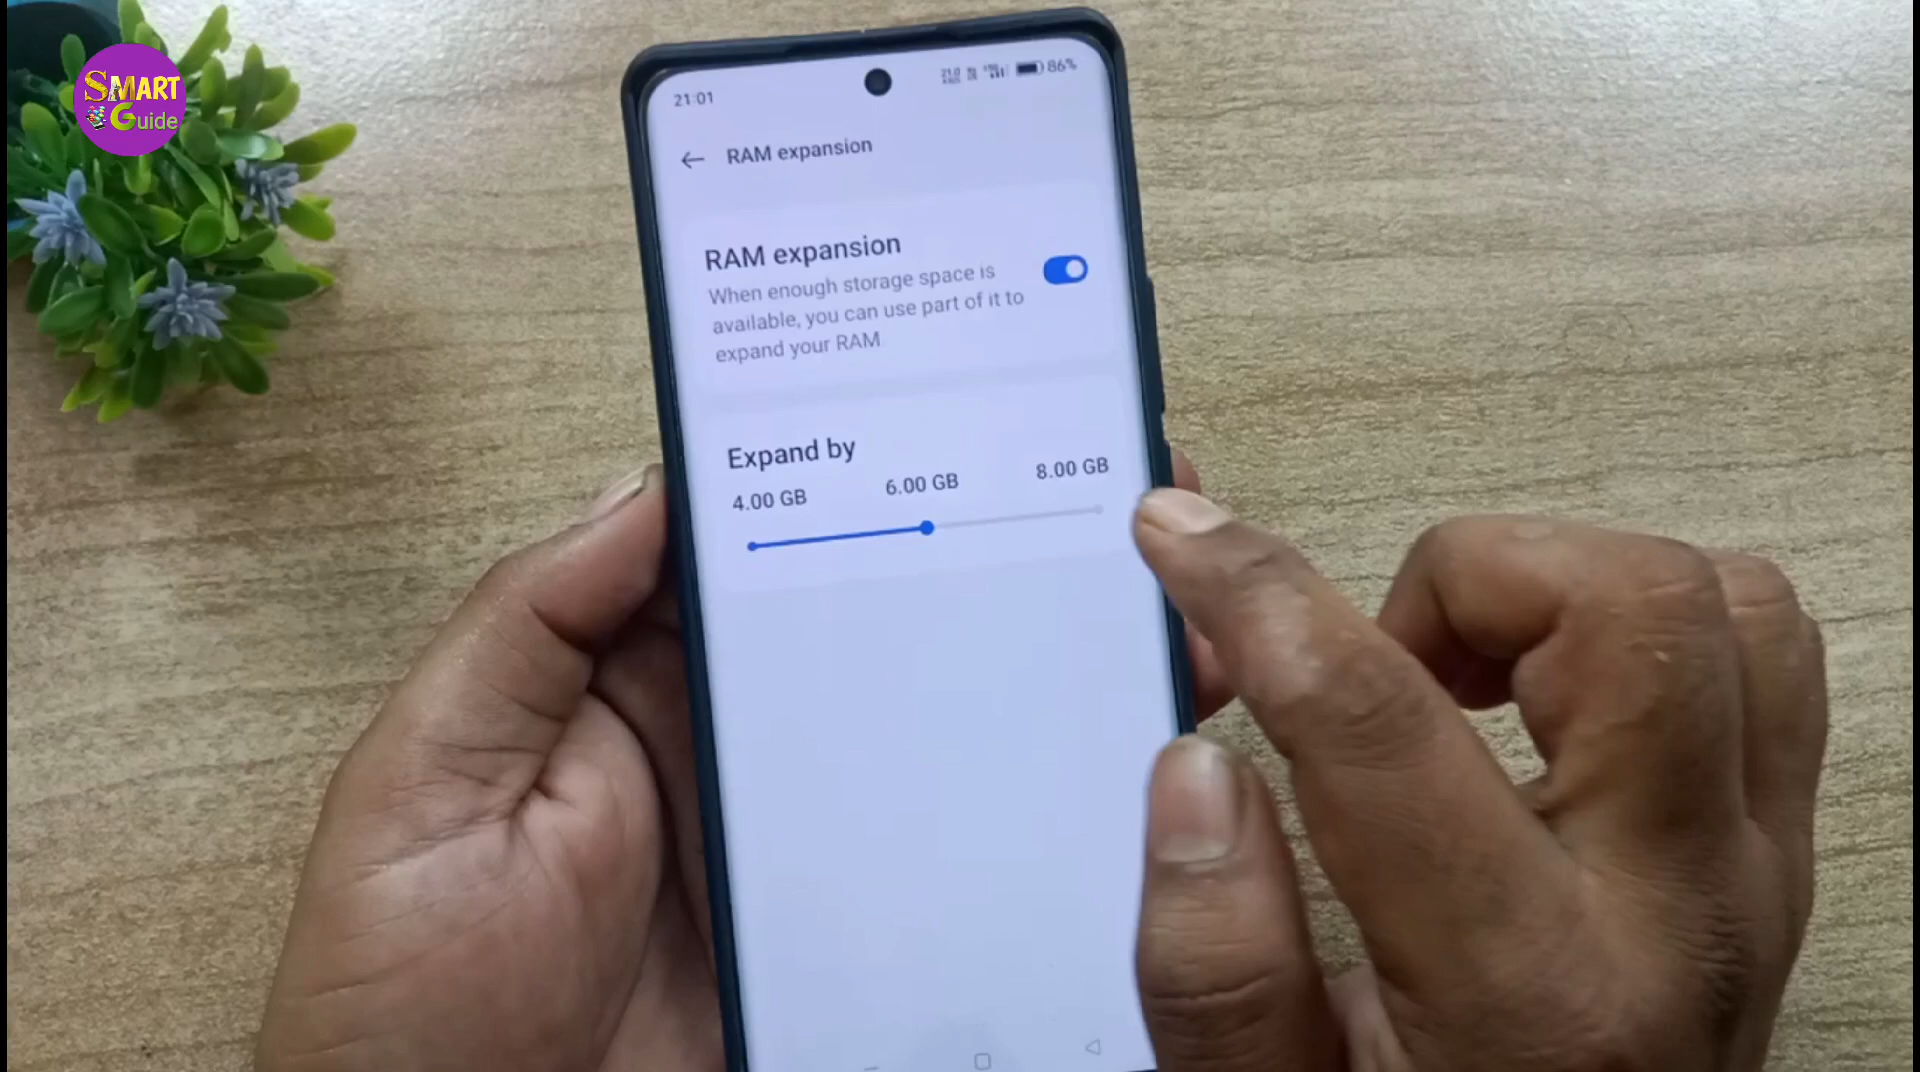 SMART
Guide
21:01
86%
RAM expansion
RAM expansion
When enough storage space is
available, you can use part of it to
expand your RAM.
Expand by
4.00 GB 6.00 GB 8.00 GB